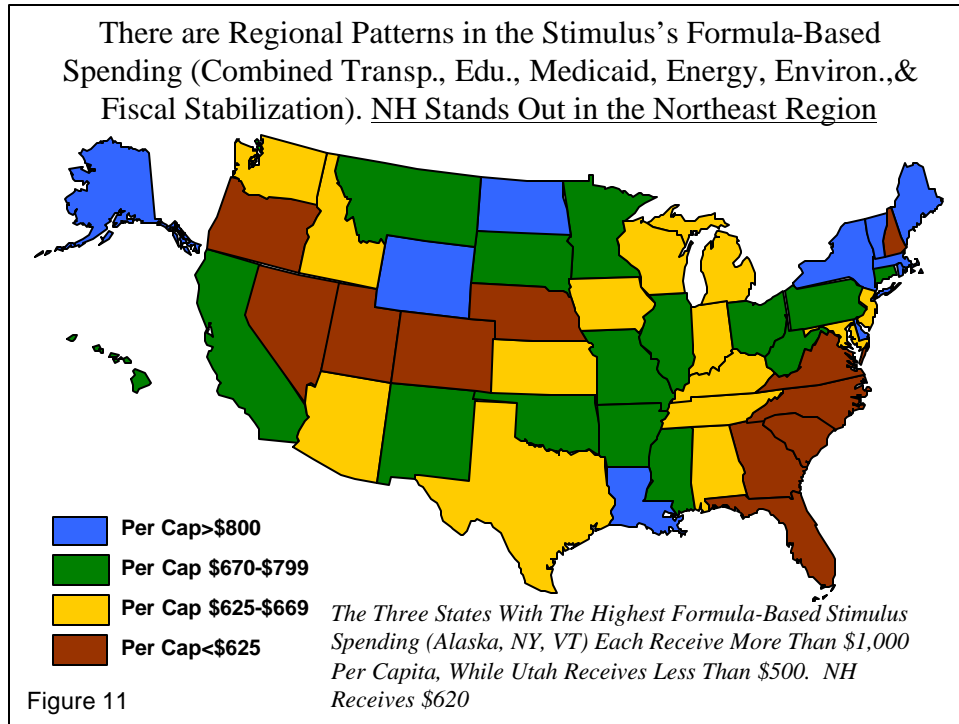 There are Regional Patterns in the Stimulus's Formula-Based
Spending (Combined Transp., Edu., Medicaid, Energy, Environ.,&
Fiscal Stabilization). NH Stands Out in the Northeast Region
Per Cap>$800
Per Cap $670-$799
Per Cap $625-$669
Per Cap<$625
The Three States With The Highest Formula-Based Stimulus
Spending (Alaska, NY, VT) Each Receive More Than $1,000
Per Capita, While Utah Receives Less Than $500.  NH
Receives $620
Figure 11